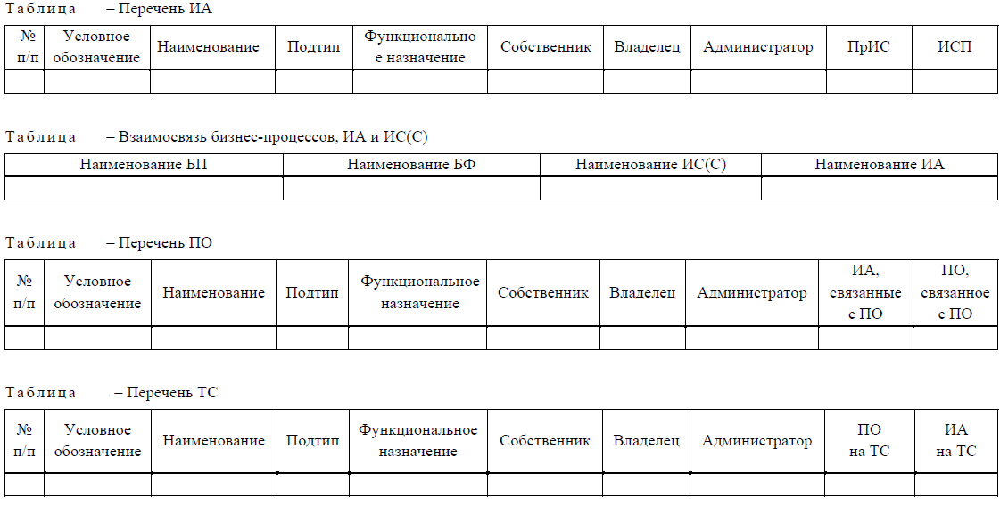 Таблица – Перечень ИА
№ п/п Условное обозначение Наименование Подтип Функционально е назначение Собственник Владелец Администратор ПрИС ИСП
Таблица – Взаимосвязь бизнес-процессов, ИА и ИС(С)
Наименование БП Наименование БФ Наименование ИС(С) Наименование ИА
Таблица – Перечень ПО
№ п/п Условное обозначение Наименование Подтип Функциональное назначение Собственник Владелец Администратор ИА, связанные с ПО ПО, связанное с ПО
Таблица – Перечень ТС
№ п/п Условное обозначение Наименование Подтип Функциональное назначение Собственник Владелец Администратор ПО на ТС ИА на ТС